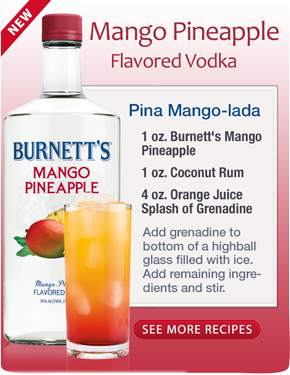 NEW
Mango Pineapple
Flavored Vodka
BURNETT'S
MANGO
PINEAPPLE
Mango
FLAVORED
Pina Mango-lada
1 oz. Burnett's Mango
Pineapple
1 oz. Coconut Rum
4 oz. Orange Juice
Splash of Grenadine
Add grenadine to
bottom of a highball
glass filled with ice.
Add remaining ingre-
dients and stir.
SEE MORE RECIPES